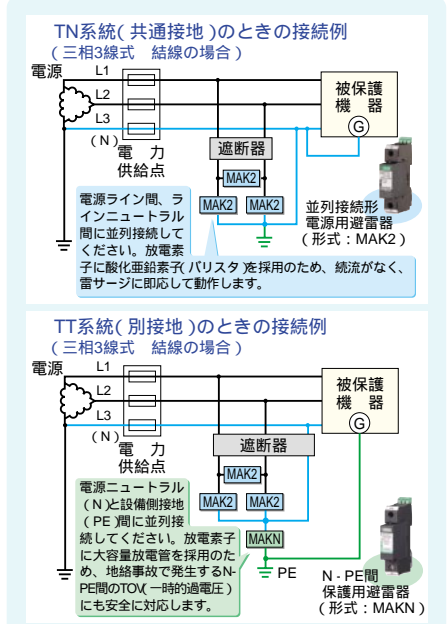 TN系統(共通接地)のときの接続例
(三相3線式　結線の場合)
電源
L1
L2
L3
(N)
電　力
供給点
遮断器
MAK2
MAK2
MAK2
被保護
機　器
G
並列接続形
電源用避雷器
(形式：MAK2)
電源ライン間、ラ
インニュートラル
間に並列接続して
ください。放電素
子に酸化亜鉛素子(バリスタ)を採用のため、続流がなく、
雷サージに即応して動作します。
TT系統(別接地)のときの接続例
(三相3線式　結線の場合)
電源
L1
L2
L3
(N)
電　力
供給点
遮断器
MAK2
MAK2
MAK2
MAKN
PE
被保護
機　器
G
N-PE間
保護用避雷器
(形式：MAKN)
電源ニュートラル
(N)と設備側接地
(PE)間に並列接
続してください。放電素子
に大容量放電管を採用のた
め、地絡事故で発生するN-
PE間のTOV(一時的過電圧)
にも安全に対応します。